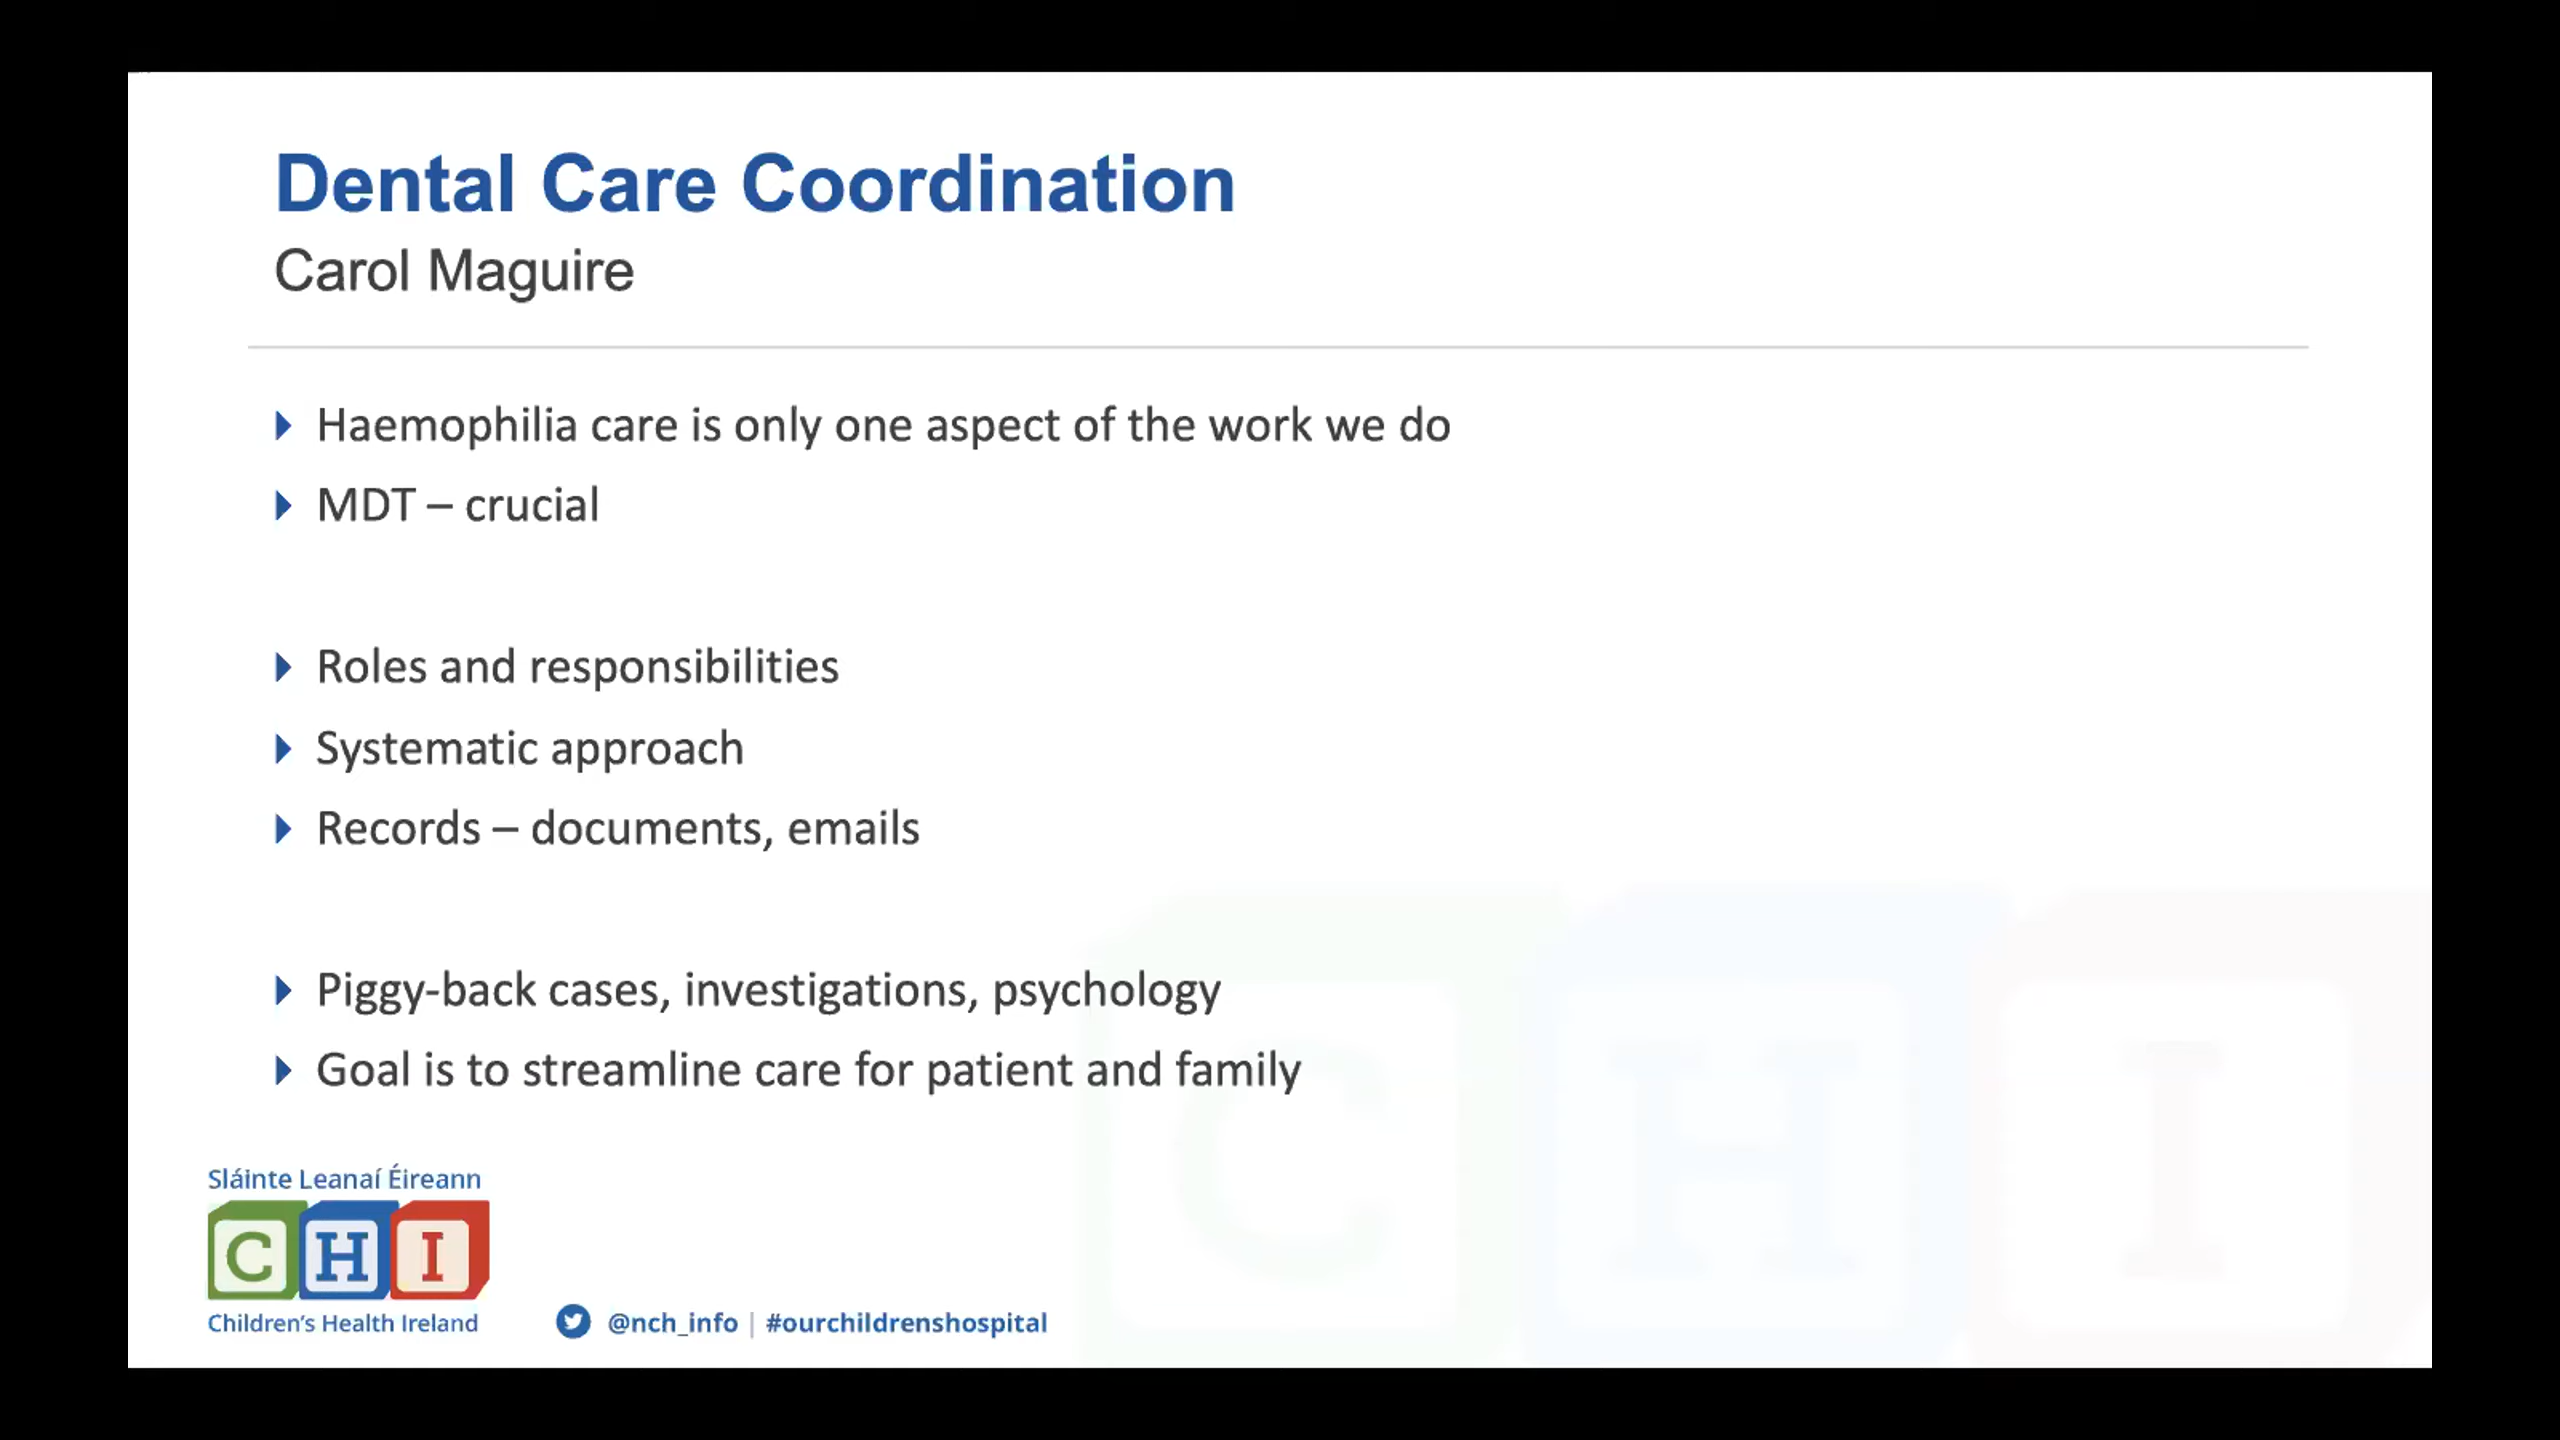 Dental Care Coordination
Carol Maguire
Haemophilia care is only one aspect of the work we do
MDT – crucial
Roles and responsibilities
Systematic approach
Records – documents, emails
Piggy-back cases, investigations, psychology
Goal is to streamline care for patient and family
Sláinte Leanaí Éireann
CHI
Children's Health Ireland
@nch_info | #ourchildrenshospital
CHI